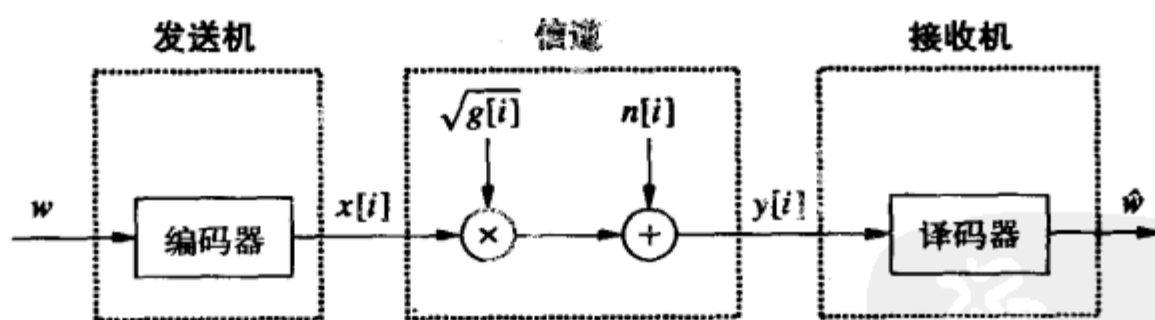 发送机
信道
接收机
√g[i]
n[i]
w
编码器
x[i]
×
+
y[i]
译码器
ŵ